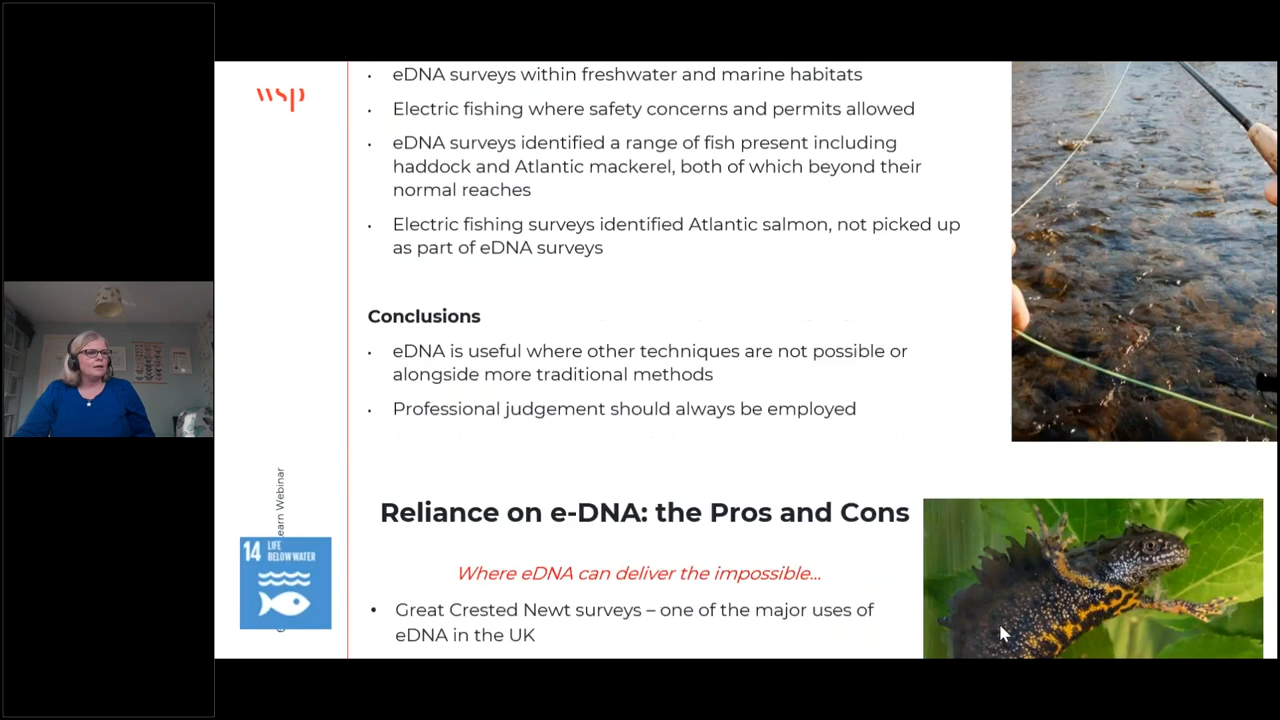 wsp
eDNA surveys within freshwater and marine habitats
Electric fishing where safety concerns and permits allowed
eDNA surveys identified a range of fish present including
haddock and Atlantic mackerel, both of which beyond their
normal reaches
Electric fishing surveys identified Atlantic salmon, not picked up
as part of eDNA surveys
Conclusions
eDNA is useful where other techniques are not possible or
alongside more traditional methods
Professional judgement should always be employed
earn Webinar
14 LIFE
BELOW WATER
Reliance on e-DNA: the Pros and Cons
Where eDNA can deliver the impossible...
Great Crested Newt surveys – one of the major uses of
eDNA in the UK